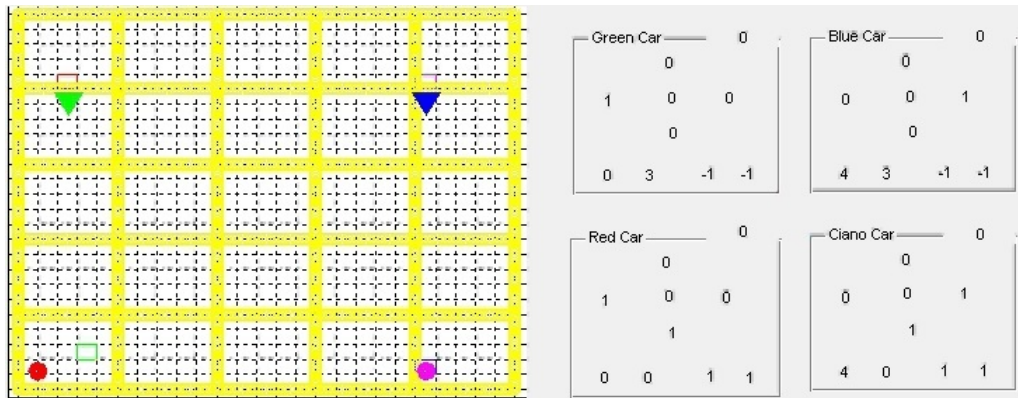 Green Car 0
0
1 0 0
0
0 3 -1 -1
Blue Car 0
0
0 0 1
0
4 3 -1 -1
Red Car 0
0
1 0 0
1
0 0 1 1
Ciano Car 0
0
0 0 1
1
4 0 1 1